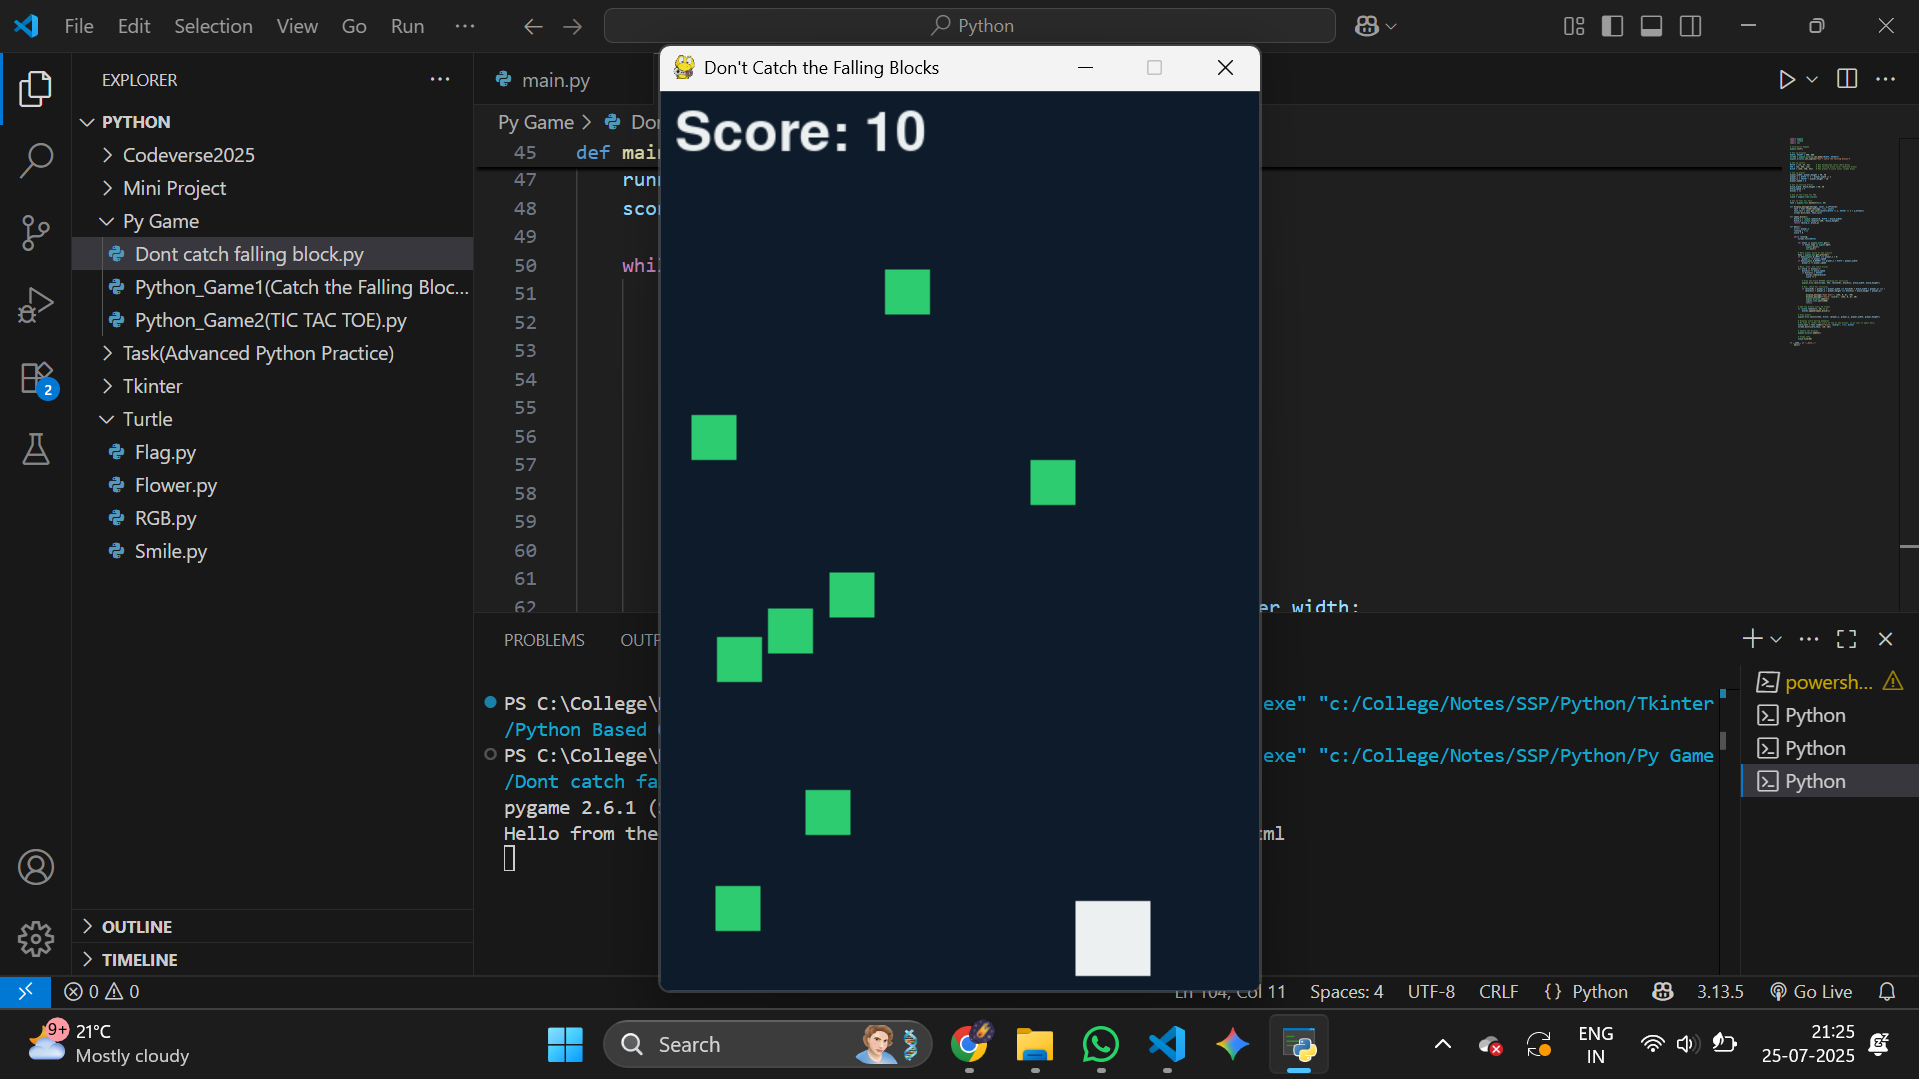 File Edit Selection View Go Run ··· Python
EXPLORER ···
PYTHON
Codeverse2025
Mini Project
Py Game
Dont catch falling block.py
Python_Game1(Catch the Falling Bloc...
Python_Game2(TIC TAC TOE).py
Task(Advanced Python Practice)
Tkinter
Turtle
Flag.py
Flower.py
RGB.py
Smile.py
OUTLINE
TIMELINE
2
main.py
Py Game > Do
45 def mai
47 run
48 sco
49
50 whi
51
52
53
54
55
56
57
58
59
60
61
62 er width:
Don't Catch the Falling Blocks
Score: 10
PROBLEMS OUTP
PS C:\College\ exe" "c:/College/Notes/SSP/Python/Tkinter
/Python Based
PS C:\College\ exe" "c:/College/Notes/SSP/Python/Py Game
/Dont catch fa
pygame 2.6.1 (
Hello from the ml
powersh...
Python
Python
Python
0 0 Ln 104, Col 11 Spaces: 4 UTF-8 CRLF {} Python 3.13.5 Go Live
9+ 21°C
Mostly cloudy
Search
ENG
IN
21:25
25-07-2025